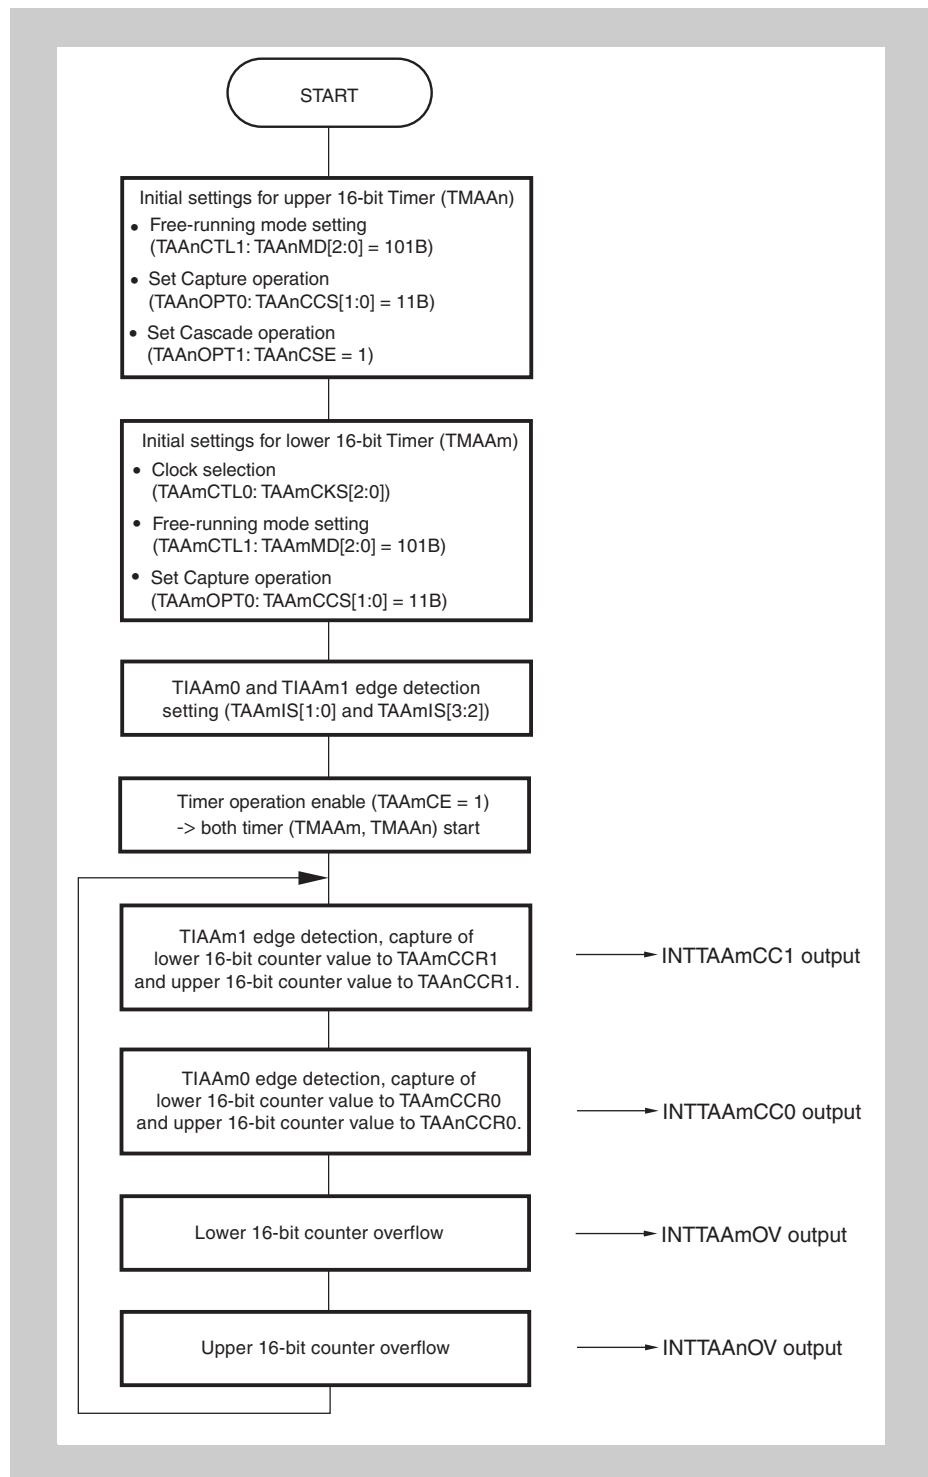 START
Initial settings for upper 16-bit Timer (TMAAn)
• Free-running mode setting
(TAAnCTL1: TAAnMD[2:0] = 101B)
• Set Capture operation
(TAAnOPT0: TAAnCCS[1:0] = 11B)
• Set Cascade operation
(TAAnOPT1: TAAnCSE = 1)
Initial settings for lower 16-bit Timer (TMAAm)
• Clock selection
(TAAmCTL0: TAAmCKS[2:0])
• Free-running mode setting
(TAAmCTL1: TAAmMD[2:0] = 101B)
• Set Capture operation
(TAAmOPT0: TAAmCCS[1:0] = 11B)
TIAAm0 and TIAAm1 edge detection
setting (TAAmIS[1:0] and TAAmIS[3:2])
Timer operation enable (TAAmCE = 1)
-> both timer (TMAAm, TMAAn) start
TIAAm1 edge detection, capture of
lower 16-bit counter value to TAAmCCR1
and upper 16-bit counter value to TAAnCCR1.
INTTAAmCC1 output
TIAAm0 edge detection, capture of
lower 16-bit counter value to TAAmCCR0
and upper 16-bit counter value to TAAnCCR0.
INTTAAmCC0 output
Lower 16-bit counter overflow
INTTAAmOV output
Upper 16-bit counter overflow
INTTAAnOV output